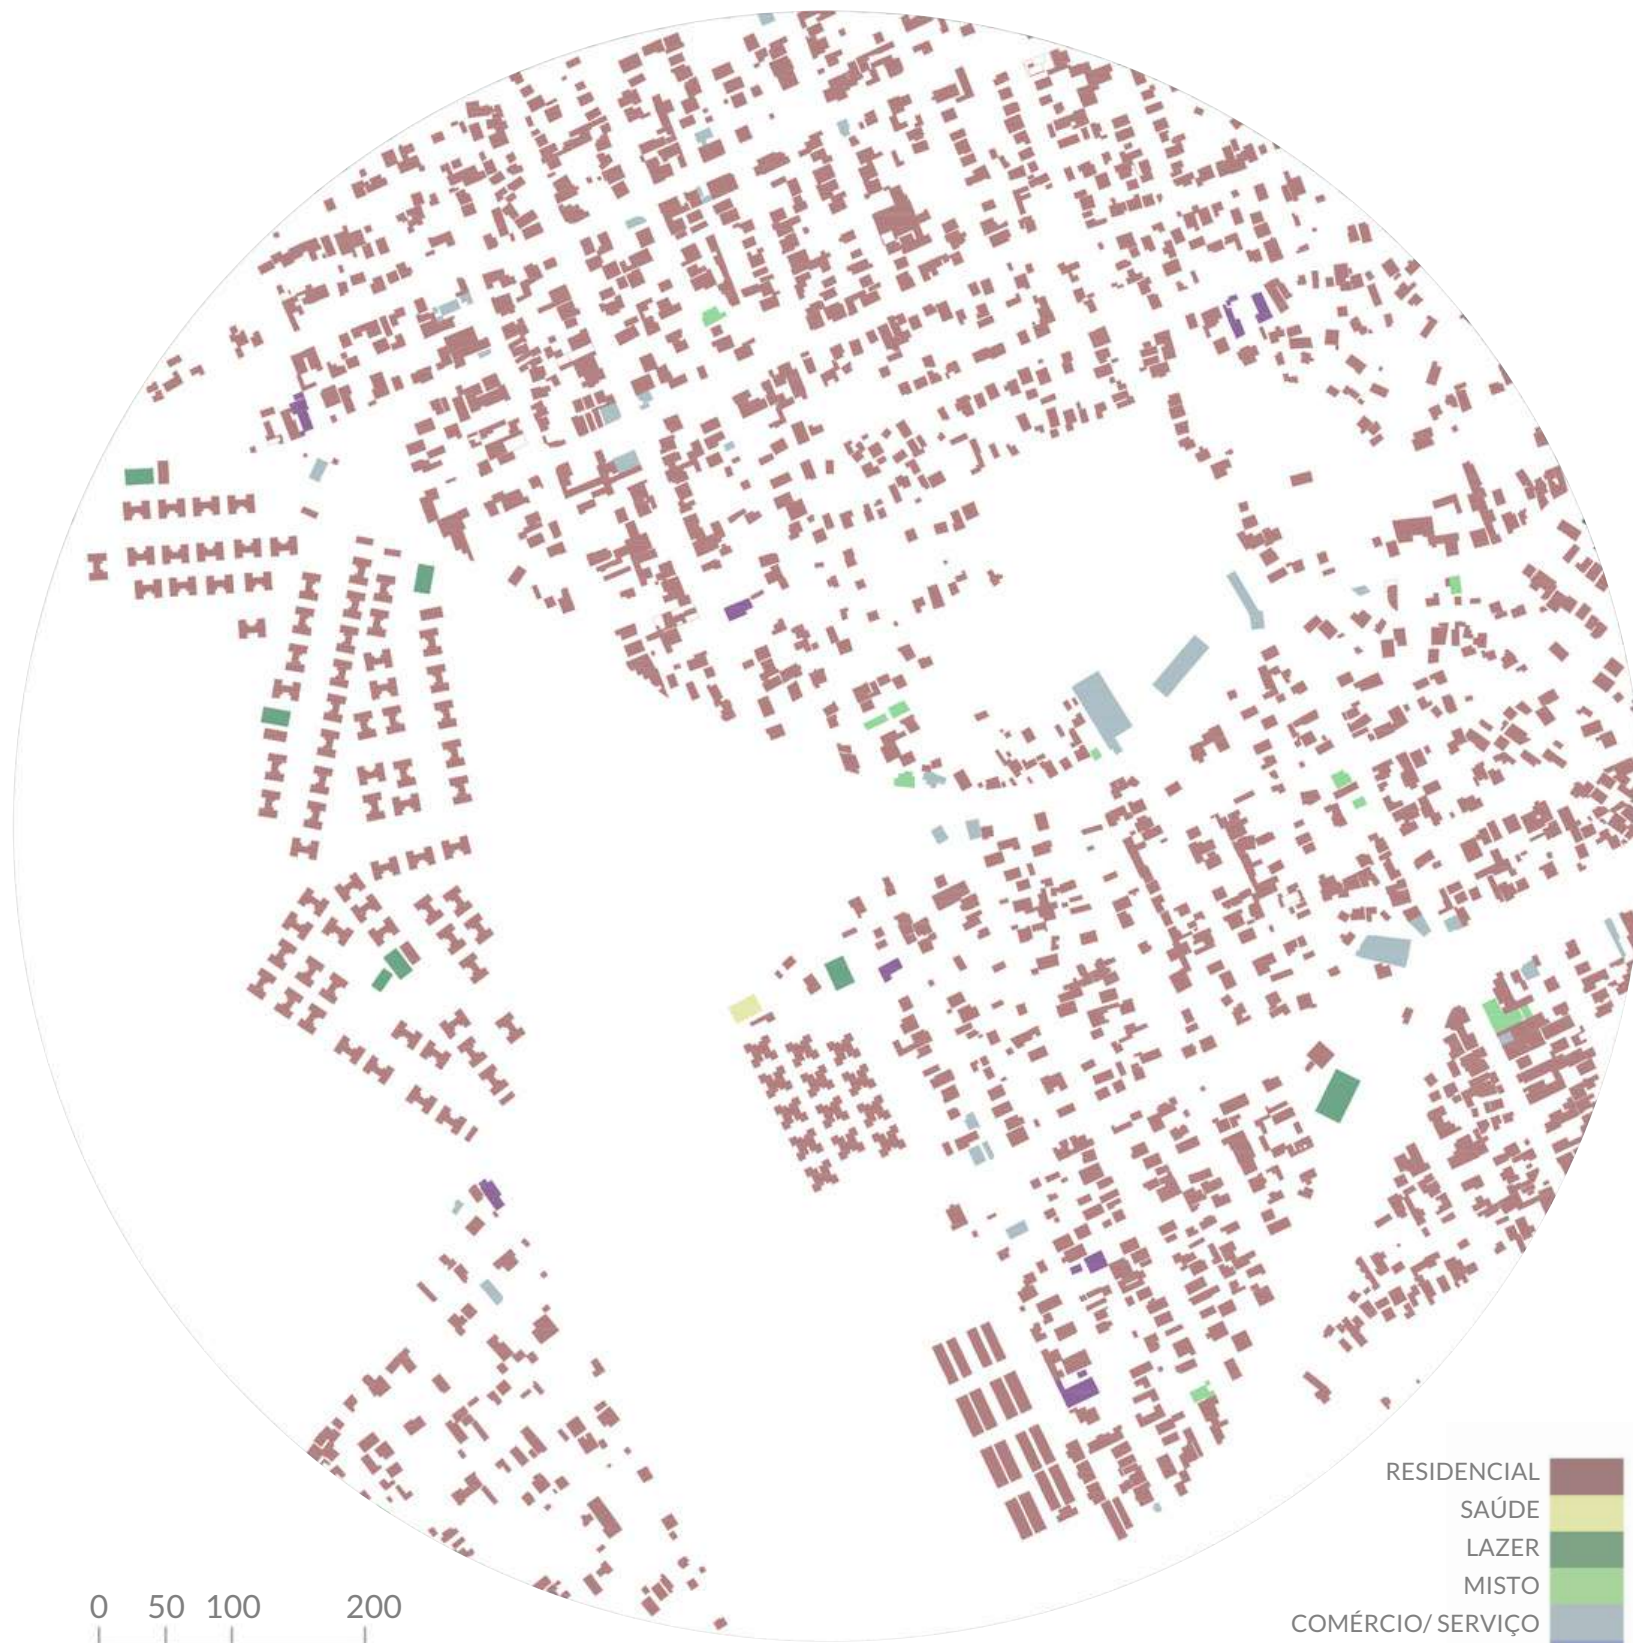 RESIDENCIAL
SAÚDE
LAZER
MISTO
COMÉRCIO/ SERVIÇO
0 50 100 200